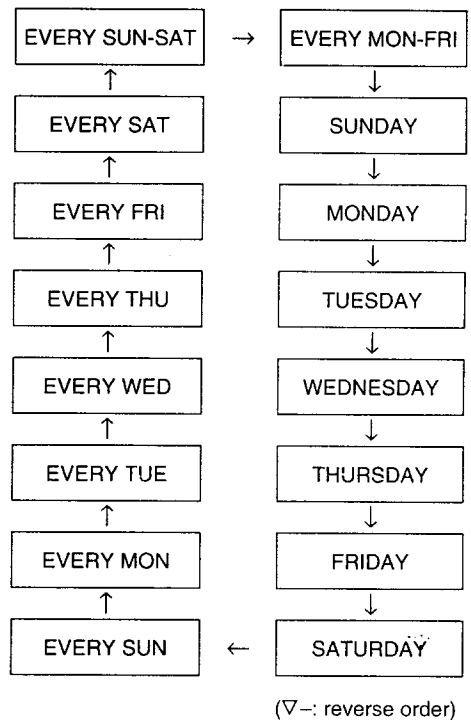 EVERY SUN-SAT → EVERY MON-FRI
↑ ↓
EVERY SAT SUNDAY
↑ ↓
EVERY FRI MONDAY
↑ ↓
EVERY THU TUESDAY
↑ ↓
EVERY WED WEDNESDAY
↑ ↓
EVERY TUE THURSDAY
↑ ↓
EVERY MON FRIDAY
↑ ↓
EVERY SUN ← SATURDAY
(▽–: reverse order)